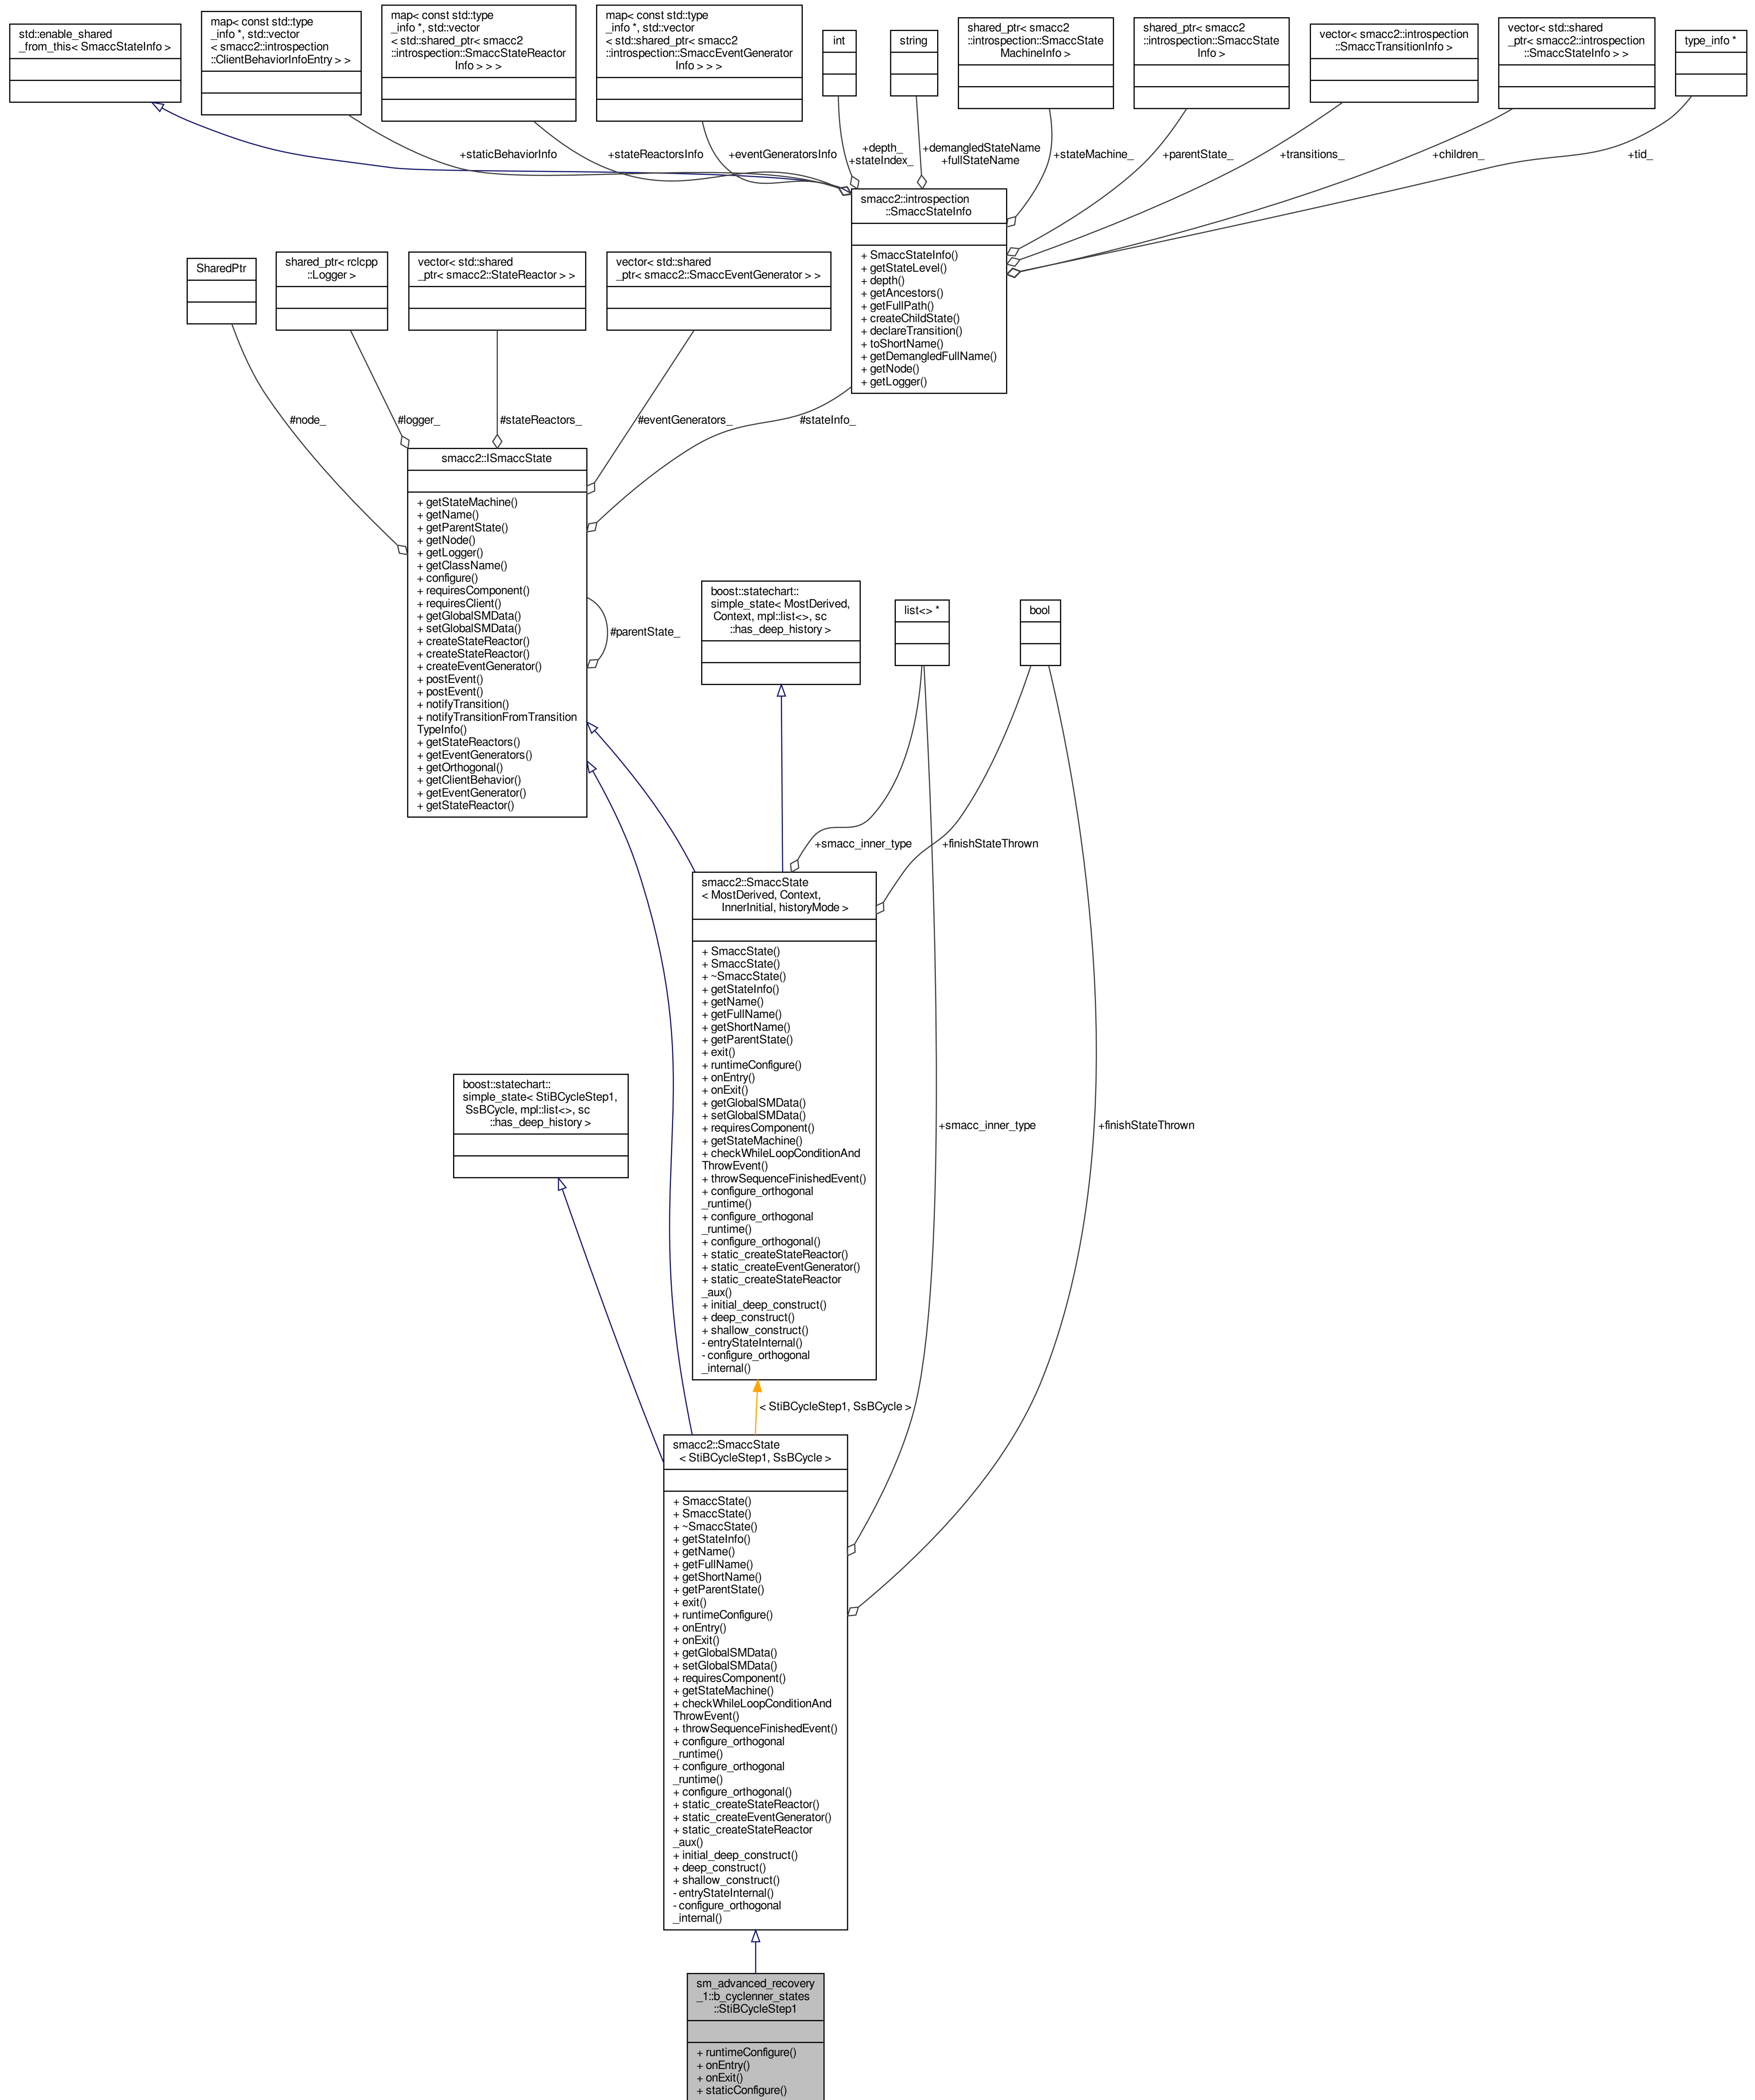 std::enable_shared
_from_this< SmaccStateInfo >
map< const std::type
_info *, std::vector
< smacc2::introspection
::ClientBehaviorInfoEntry > >
map< const std::type
_info *, std::vector
< std::shared_ptr< smacc2
::introspection::SmaccStateReactor
Info > > >
map< const std::type
_info *, std::vector
< std::shared_ptr< smacc2
::introspection::SmaccEventGenerator
Info > > >
int
string
shared_ptr< smacc2
::introspection::SmaccState
MachineInfo >
shared_ptr< smacc2
::introspection::SmaccState
Info >
vector< smacc2::introspection
::SmaccTransitionInfo >
vector< std::shared
_ptr< smacc2::introspection
::SmaccStateInfo > >
type_info *
+staticBehaviorInfo
+stateReactorsInfo
+eventGeneratorsInfo
+depth_
+stateIndex_
+demangledStateName
+fullStateName
+stateMachine_
+parentState_
+transitions_
+children_
+tid_
smacc2::introspection
::SmaccStateInfo
+ SmaccStateInfo()
+ getStateLevel()
+ depth()
+ getAncestors()
+ getFullPath()
+ createChildState()
+ declareTransition()
+ toShortName()
+ getDemangledFullName()
+ getNode()
+ getLogger()
SharedPtr
shared_ptr< rclcpp
::Logger >
vector< std::shared
_ptr< smacc2::StateReactor > >
vector< std::shared
_ptr< smacc2::SmaccEventGenerator > >
#node_
#logger_
#stateReactors_
#eventGenerators_
#stateInfo_
smacc2::ISmaccState
+ getStateMachine()
+ getName()
+ getParentState()
+ getNode()
+ getLogger()
+ getClassName()
+ configure()
+ requiresComponent()
+ requiresClient()
+ getGlobalSMData()
+ setGlobalSMData()
+ createStateReactor()
+ createStateReactor()
+ createEventGenerator()
+ postEvent()
+ postEvent()
+ notifyTransition()
+ notifyTransitionFromTransition
TypeInfo()
+ getStateReactors()
+ getEventGenerators()
+ getOrthogonal()
+ getClientBehavior()
+ getEventGenerator()
+ getStateReactor()
#parentState_
boost::statechart::
simple_state< MostDerived,
Context, mpl::list<>, sc
::has_deep_history >
list<> *
bool
+smacc_inner_type
+finishStateThrown
smacc2::SmaccState
< MostDerived, Context,
InnerInitial, historyMode >
+ SmaccState()
+ SmaccState()
+ ~SmaccState()
+ getStateInfo()
+ getName()
+ getFullName()
+ getShortName()
+ getParentState()
+ exit()
+ runtimeConfigure()
+ onEntry()
+ onExit()
+ getGlobalSMData()
+ setGlobalSMData()
+ requiresComponent()
+ getStateMachine()
+ checkWhileLoopConditionAnd
ThrowEvent()
+ throwSequenceFinishedEvent()
+ configure_orthogonal
_runtime()
+ configure_orthogonal
_runtime()
+ configure_orthogonal()
+ static_createStateReactor()
+ static_createEventGenerator()
+ static_createStateReactor
_aux()
+ initial_deep_construct()
+ deep_construct()
+ shallow_construct()
- entryStateInternal()
- configure_orthogonal
_internal()
boost::statechart::
simple_state< StiBCycleStep1,
SsBCycle, mpl::list<>, sc
::has_deep_history >
+smacc_inner_type
+finishStateThrown
< StiBCycleStep1, SsBCycle >
smacc2::SmaccState
< StiBCycleStep1, SsBCycle >
+ SmaccState()
+ SmaccState()
+ ~SmaccState()
+ getStateInfo()
+ getName()
+ getFullName()
+ getShortName()
+ getParentState()
+ exit()
+ runtimeConfigure()
+ onEntry()
+ onExit()
+ getGlobalSMData()
+ setGlobalSMData()
+ requiresComponent()
+ getStateMachine()
+ checkWhileLoopConditionAnd
ThrowEvent()
+ throwSequenceFinishedEvent()
+ configure_orthogonal
_runtime()
+ configure_orthogonal
_runtime()
+ configure_orthogonal()
+ static_createStateReactor()
+ static_createEventGenerator()
+ static_createStateReactor
_aux()
+ initial_deep_construct()
+ deep_construct()
+ shallow_construct()
- entryStateInternal()
- configure_orthogonal
_internal()
sm_advanced_recovery
_1::b_cyclenner_states
::StiBCycleStep1
+ runtimeConfigure()
+ onEntry()
+ onExit()
+ staticConfigure()